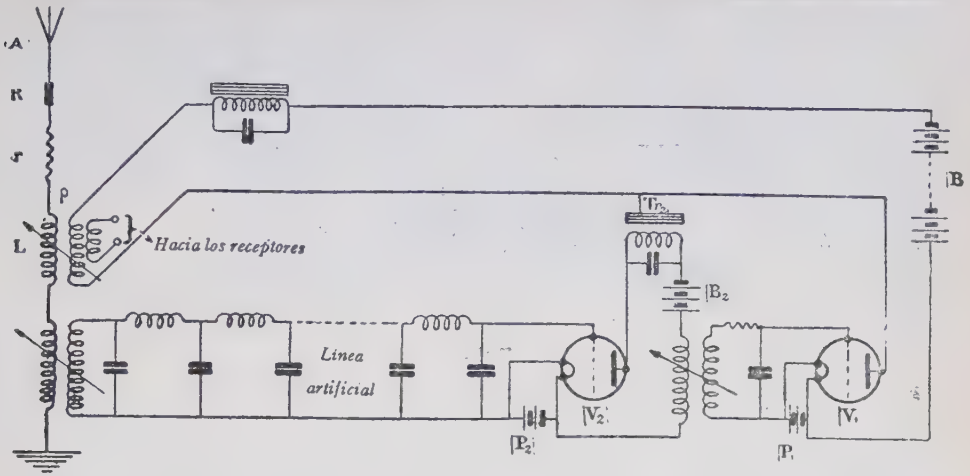 A
R
ρ
L
Hacia los receptores
Tr₂
|B
|B₂
Linea
artificial
|V₂|
|P₂|
|V₁
|P₁